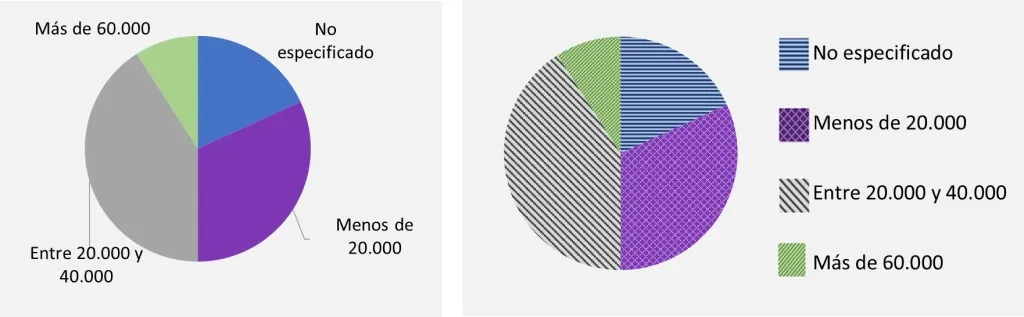 Más de 60.000
No
especificado
Menos de
20.000
Entre 20.000 y
40.000
No especificado
Menos de 20.000
Entre 20.000 y 40.000
Más de 60.000